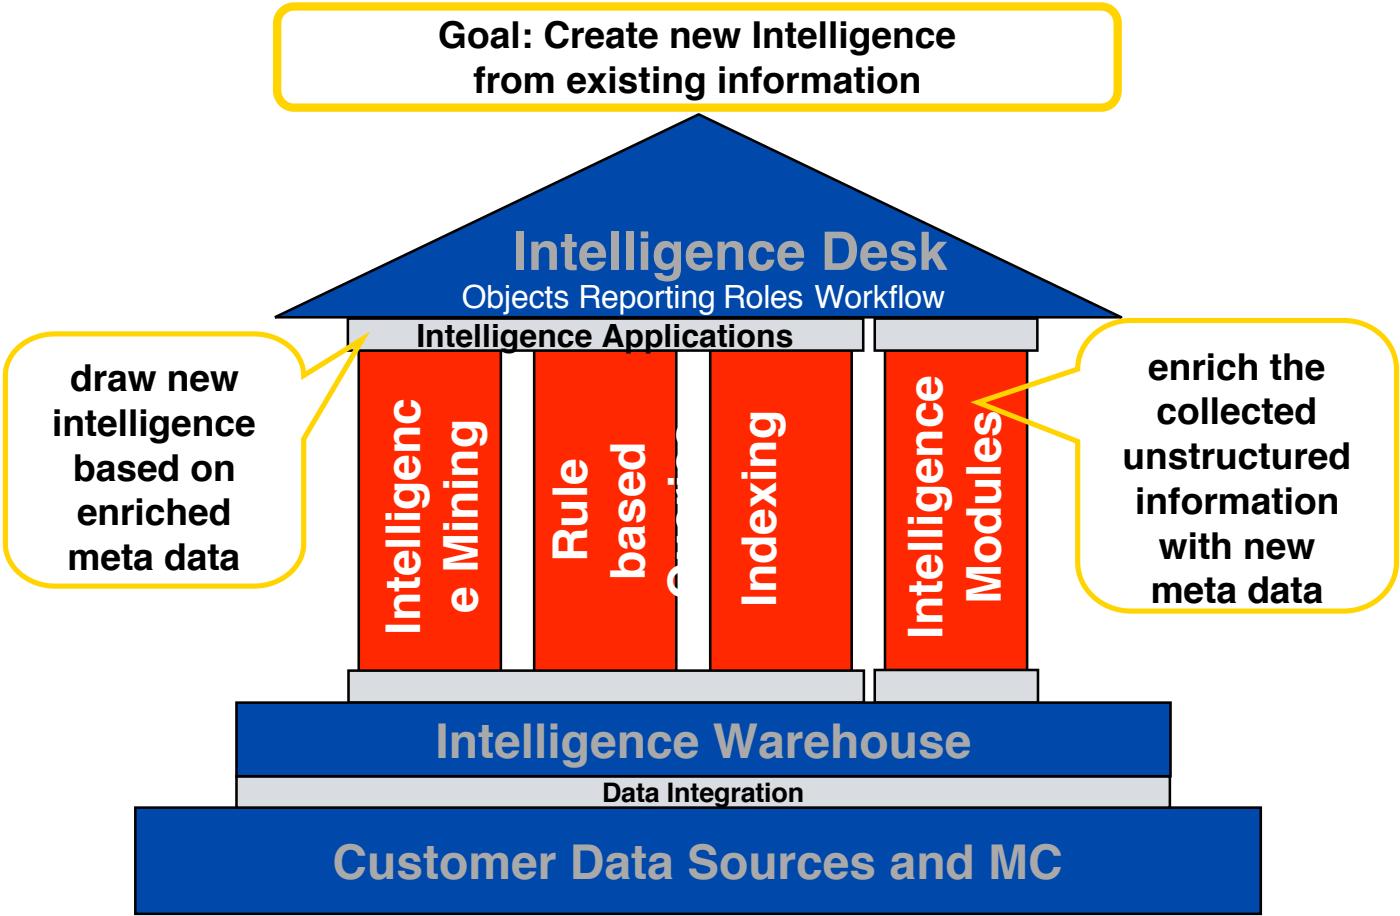 Goal: Create new Intelligence
from existing information
Intelligence Desk
Objects Reporting Roles Workflow
Intelligence Applications
draw new
intelligence
based on
enriched
meta data
Intelligenc
e Mining
Rule
based
Indexing
Intelligence
Modules
enrich the
collected
unstructured
information
with new
meta data
Intelligence Warehouse
Data Integration
Customer Data Sources and MC